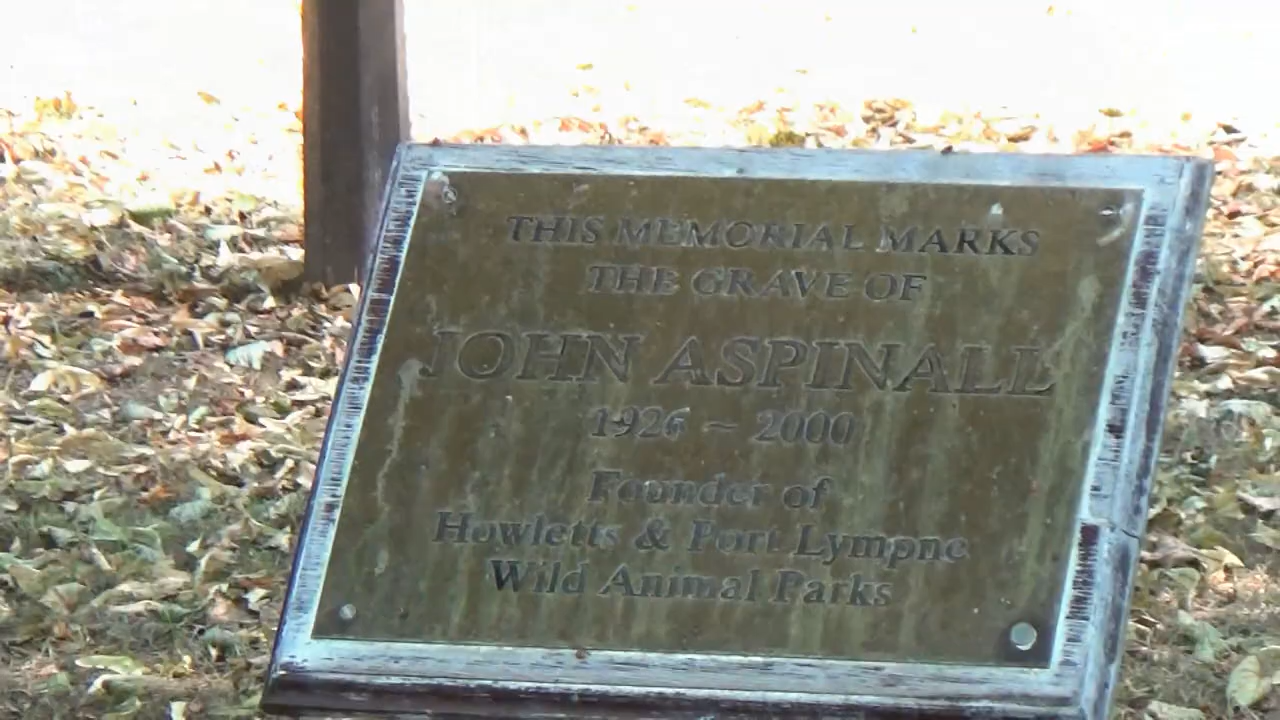 THIS MEMORIAL MARKS
THE GRAVE OF
JOHN ASPINALL
1926 ~ 2000
Founder of
Howletts & Port Lympne
Wild Animal Parks